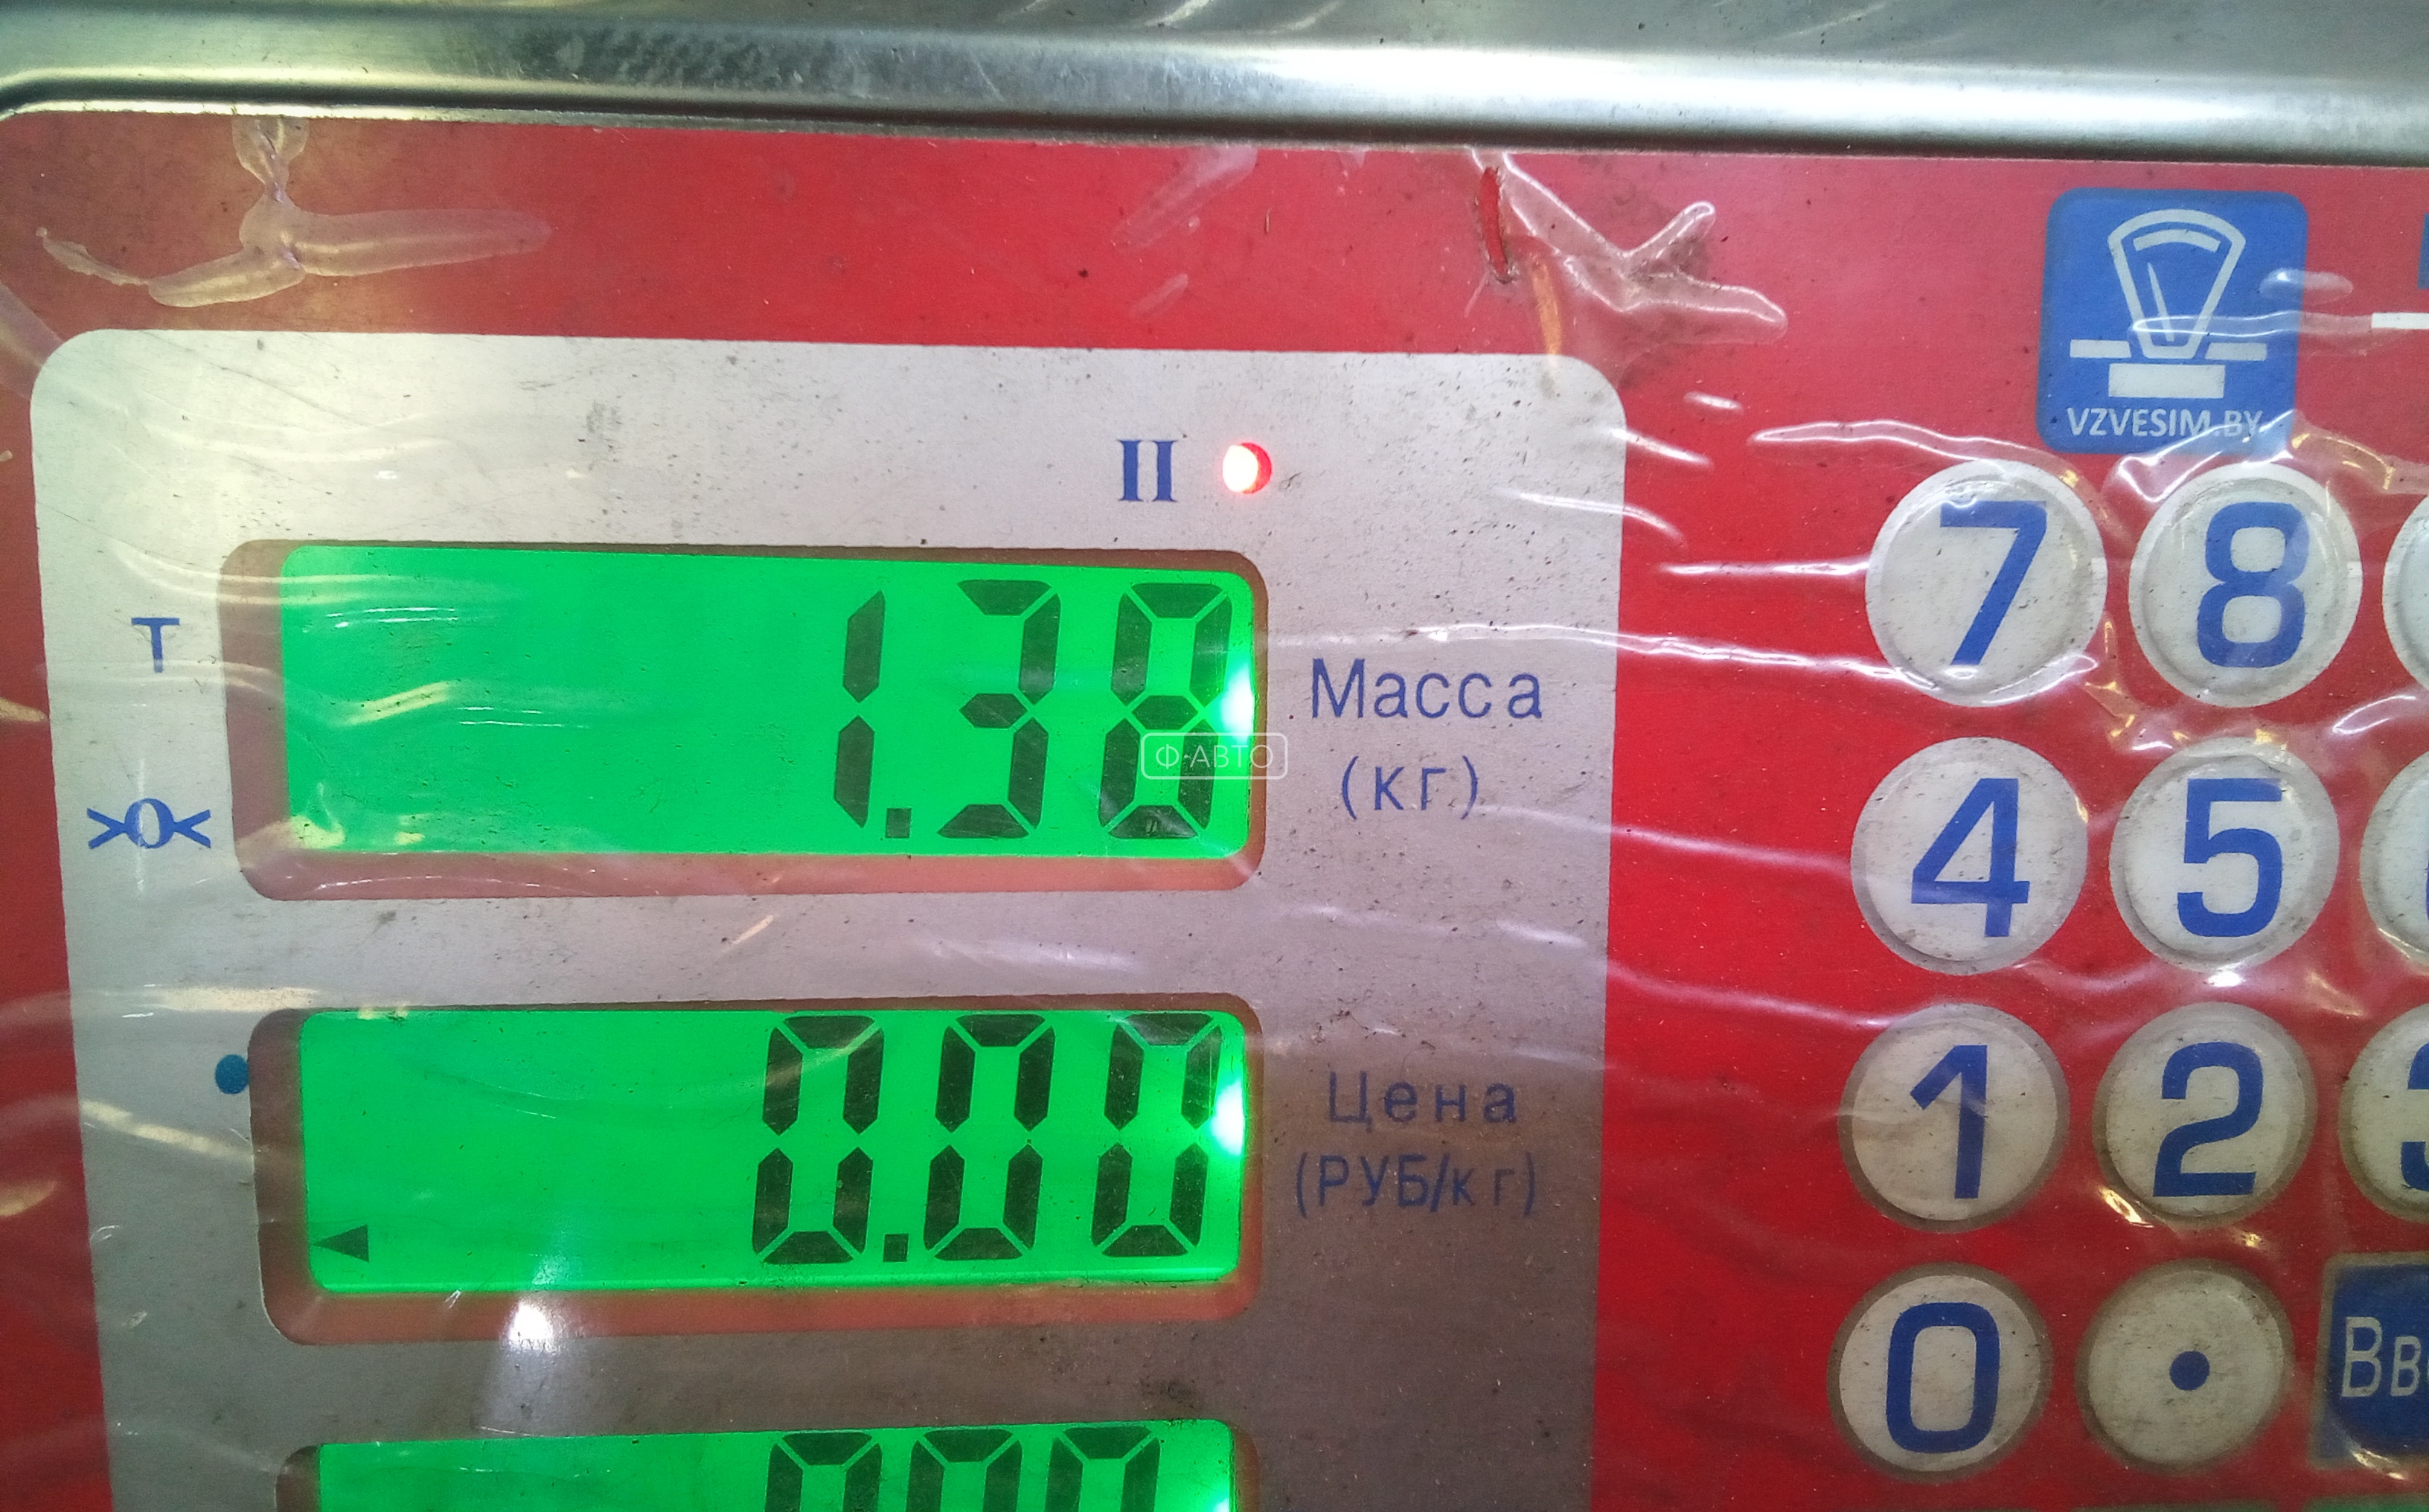 VZVESIM.BY
II
7 8
T
1.38
Масса
(кг)
Ф-АВТО
>0<
4 5
0.00
Цена
(РУБ/кг)
1 2
0 .